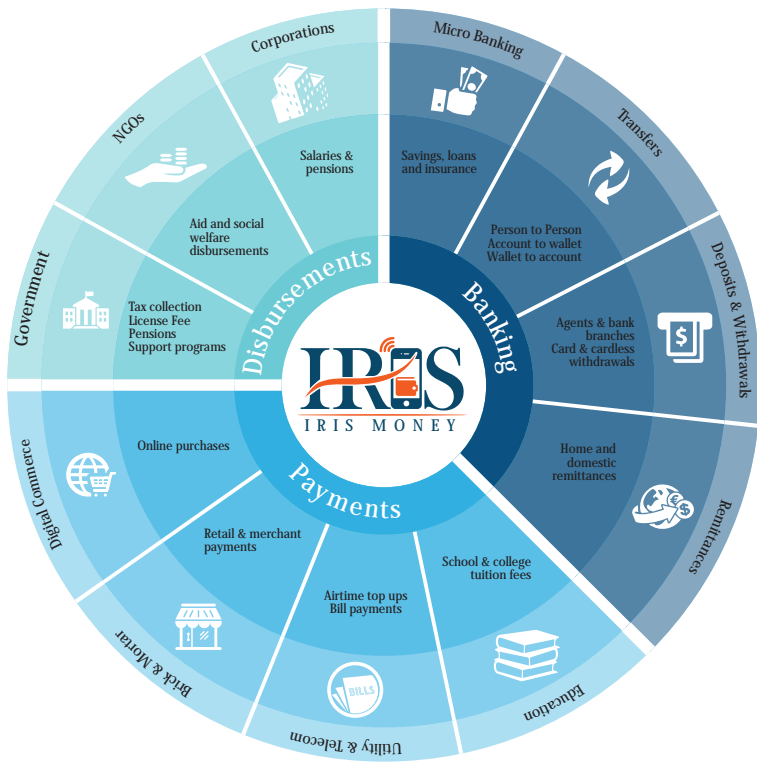 Corporations
Salaries &
pensions
NGOs
Aid and social
welfare
disbursements
Government
Tax collection
License Fee
Pensions
Support programs
Disbursements
Micro Banking
Savings, loans
and insurance
Transfers
Person to Person
Account to wallet
Wallet to account
Deposits & Withdrawals
Agents & bank
branches
Card & cardless
withdrawals
$
Remittances
Home and
domestic
remittances
€
$
Banking
IRIS
IRIS MONEY
Payments
Digital Commerce
Online purchases
Brick & Mortar
Retail & merchant
payments
Utility & Telecom
Airtime top ups
Bill payments
BILLS
Education
School & college
tuition fees